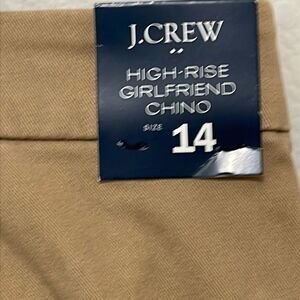 J.CREW
HIGH-RISE
GIRLFRIEND
CHINO
SIZE 14